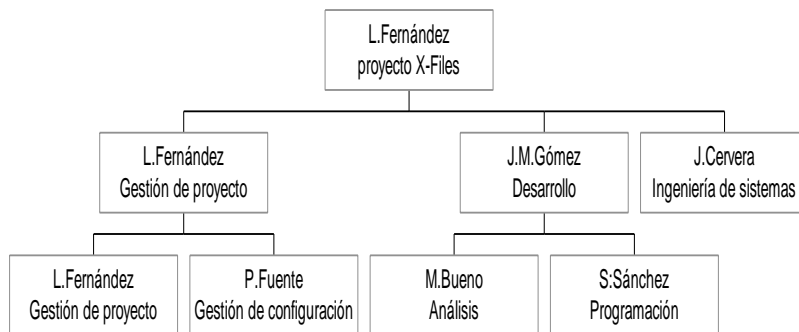 L.Fernández
proyecto X-Files
L.Fernández
Gestión de proyecto
J.M.Gómez
Desarrollo
J.Cervera
Ingeniería de sistemas
L.Fernández
Gestión de proyecto
P.Fuente
Gestión de configuración
M.Bueno
Análisis
S:Sánchez
Programación